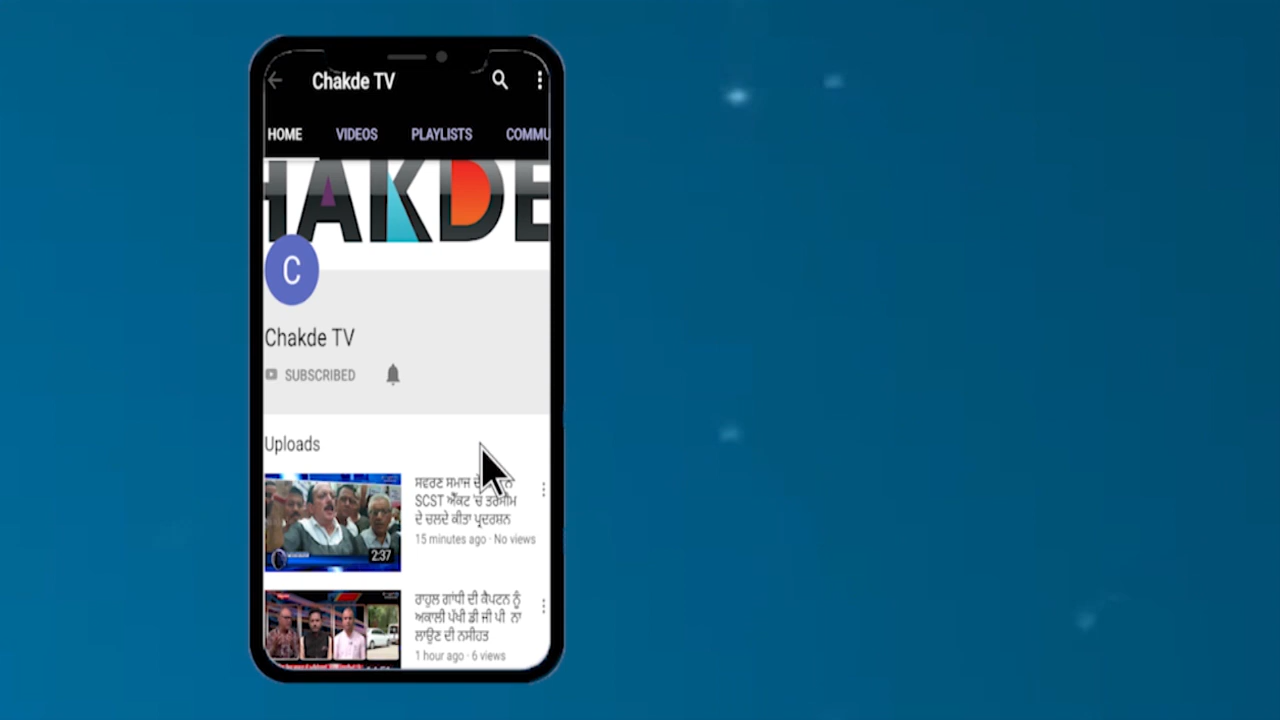 Chakde TV
HOME VIDEOS PLAYLISTS COMMU
HAKDE
C
Chakde TV
SUBSCRIBED
Uploads
ਸਵਰਣ ਸਮਾਜ
SCST ਐਕਟ 'ਚ ਤਰਮੀਮ
ਦੇ ਚਲਦੇ ਕੀਤਾ ਪ੍ਰਦਰਸ਼ਨ
15 minutes ago · No views
2:37
ਰਾਹੁਲ ਗਾਂਧੀ ਦੀ ਕੈਪਟਨ ਨੂੰ
ਅਕਾਲੀ ਪੱਖੀ ਡੀ ਜੀ ਪੀ ਨਾ
ਲਾਉਣ ਦੀ ਨਸੀਹਤ
1 hour ago · 6 views